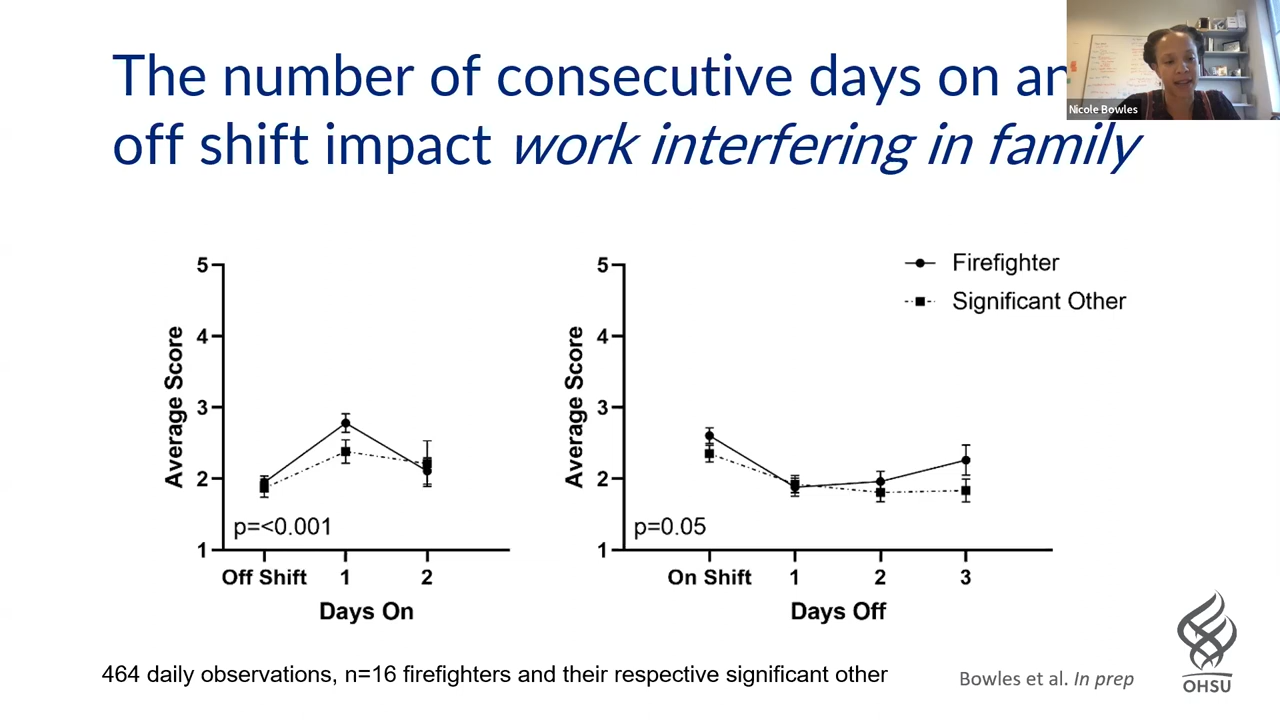 The number of consecutive days on an
off shift impact work interfering in family
Nicole Bowles
Firefighter
Significant Other
5
4
3
2
1
Average Score
p=<0.001
Off Shift 1 2
Days On
5
4
3
2
1
Average Score
p=0.05
On Shift 1 2 3
Days Off
464 daily observations, n=16 firefighters and their respective significant other
Bowles et al. In prep
OHSU